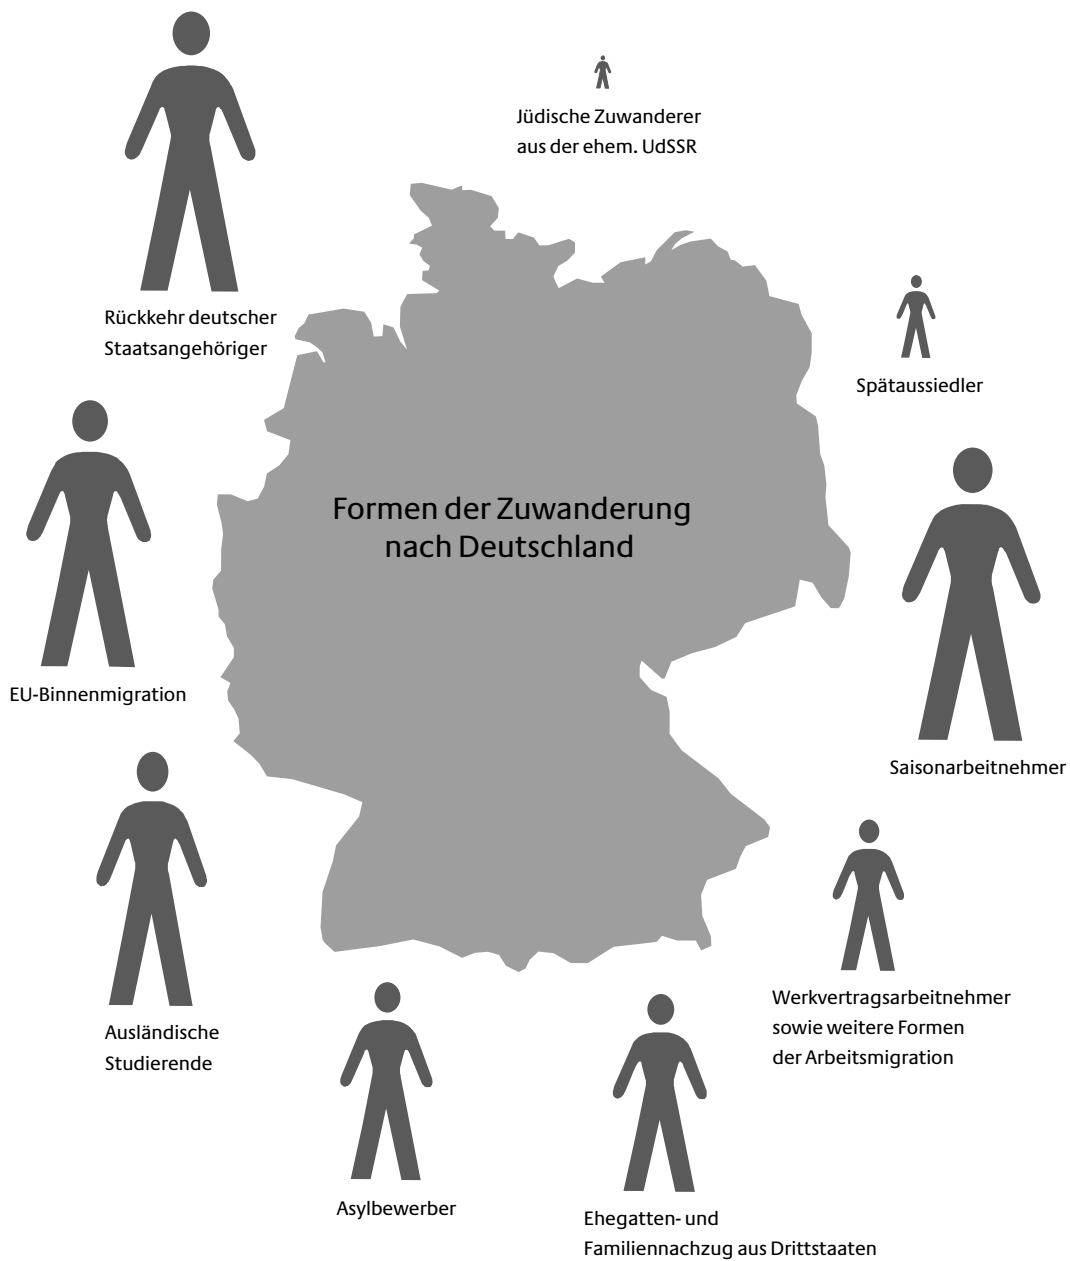 Jüdische Zuwanderer
aus der ehem. UdSSR
Rückkehr deutscher
Staatsangehöriger
Spätaussiedler
Formen der Zuwanderung
nach Deutschland
EU-Binnenmigration
Saisonarbeitnehmer
Ausländische
Studierende
Werkvertragsarbeitnehmer
sowie weitere Formen
der Arbeitsmigration
Asylbewerber
Ehegatten- und
Familiennachzug aus Drittstaaten